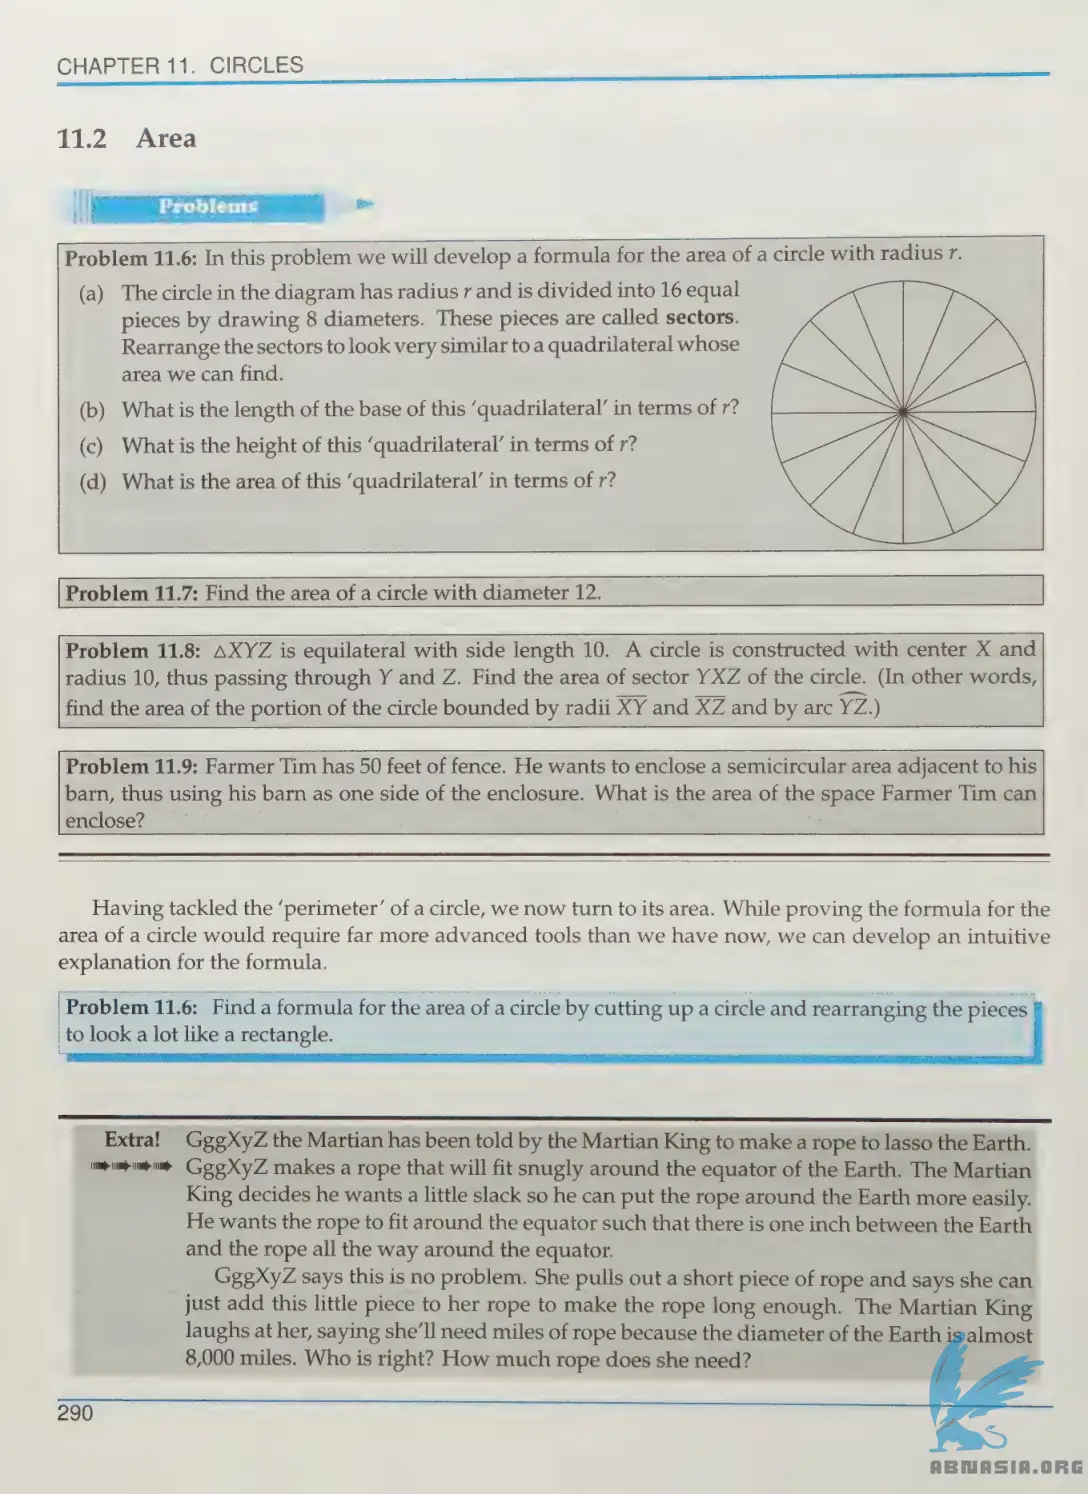 CHAPTER 11. CIRCLES
11.2 Area
Problems
Problem 11.6: In this problem we will develop a formula for the area of a circle with radius r.
(a) The circle in the diagram has radius r and is divided into 16 equal
pieces by drawing 8 diameters. These pieces are called sectors.
Rearrange the sectors to look very similar to a quadrilateral whose
area we can find.
(b) What is the length of the base of this 'quadrilateral' in terms of r?
(c) What is the height of this 'quadrilateral' in terms of r?
(d) What is the area of this 'quadrilateral' in terms of r?
Problem 11.7: Find the area of a circle with diameter 12.
Problem 11.8: △XYZ is equilateral with side length 10. A circle is constructed with center X and
radius 10, thus passing through Y and Z. Find the area of sector YXZ of the circle. (In other words,
find the area of the portion of the circle bounded by radii X̅Y̅ and X̅Z̅ and by arc Y͡Z.)
Problem 11.9: Farmer Tim has 50 feet of fence. He wants to enclose a semicircular area adjacent to his
barn, thus using his barn as one side of the enclosure. What is the area of the space Farmer Tim can
enclose?
Having tackled the 'perimeter' of a circle, we now turn to its area. While proving the formula for the
area of a circle would require far more advanced tools than we have now, we can develop an intuitive
explanation for the formula.
Problem 11.6: Find a formula for the area of a circle by cutting up a circle and rearranging the pieces
to look a lot like a rectangle.
Extra! GggXyZ the Martian has been told by the Martian King to make a rope to lasso the Earth.
GggXyZ makes a rope that will fit snugly around the equator of the Earth. The Martian
King decides he wants a little slack so he can put the rope around the Earth more easily.
He wants the rope to fit around the equator such that there is one inch between the Earth
and the rope all the way around the equator.
GggXyZ says this is no problem. She pulls out a short piece of rope and says she can
just add this little piece to her rope to make the rope long enough. The Martian King
laughs at her, saying she'll need miles of rope because the diameter of the Earth is almost
8,000 miles. Who is right? How much rope does she need?
290
ABNASIA.ORG